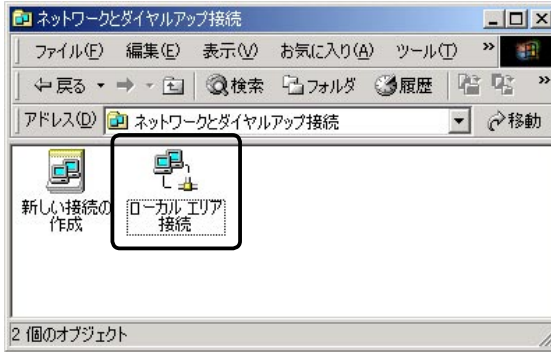 ネットワークとダイヤルアップ接続
ファイル(F) 編集(E) 表示(V) お気に入り(A) ツール(T) »
戻る 検索 フォルダ 履歴 »
アドレス(D) ネットワークとダイヤルアップ接続 移動
新しい接続の
作成
ローカル エリア
接続
2 個のオブジェクト